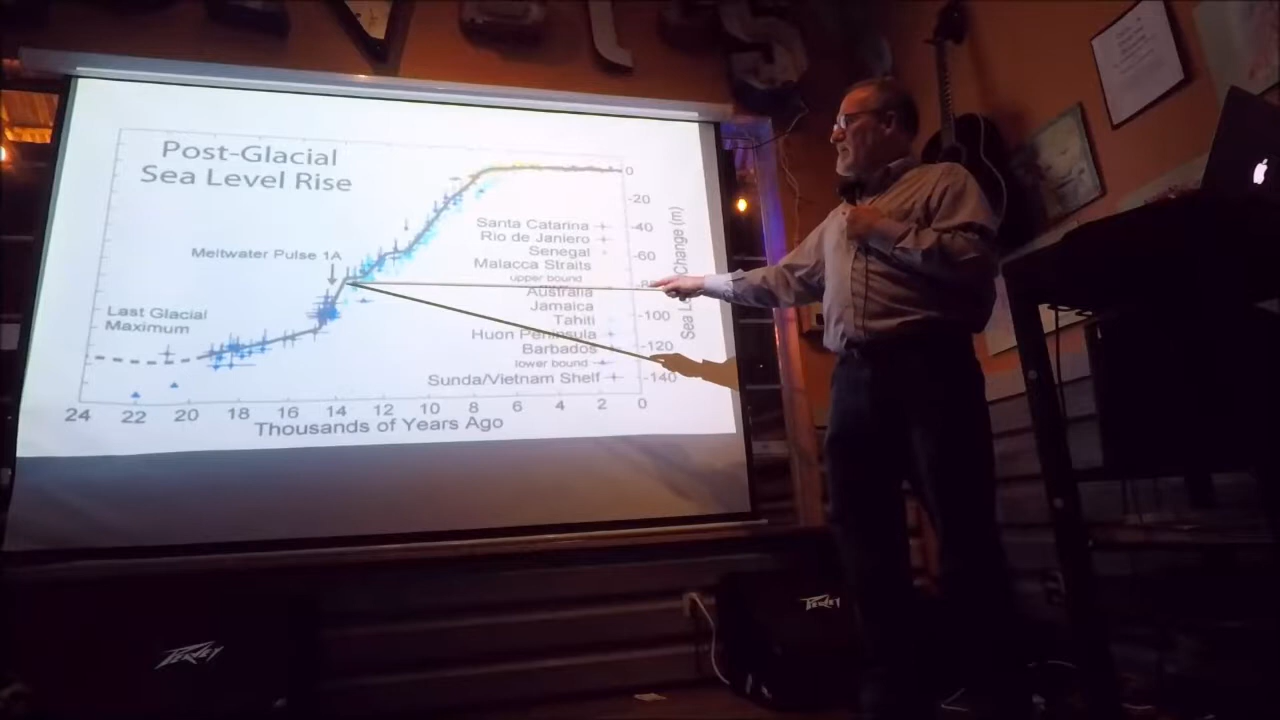 Post-Glacial
Sea Level Rise
Meltwater Pulse 1A
Last Glacial
Maximum
Santa Catarina
Rio de Janiero
Senegal
Malacca Straits
upper bound
Australia
Jamaica
Tahiti
Huon Peninsula
Barbados
lower bound
Sunda/Vietnam Shelf
0
-20
-40
-60
-100
-120
-140
Change (m)
24 22 20 18 16 14 12 10 8 6 4 2 0
Thousands of Years Ago
PEAVEY
PEAVEY